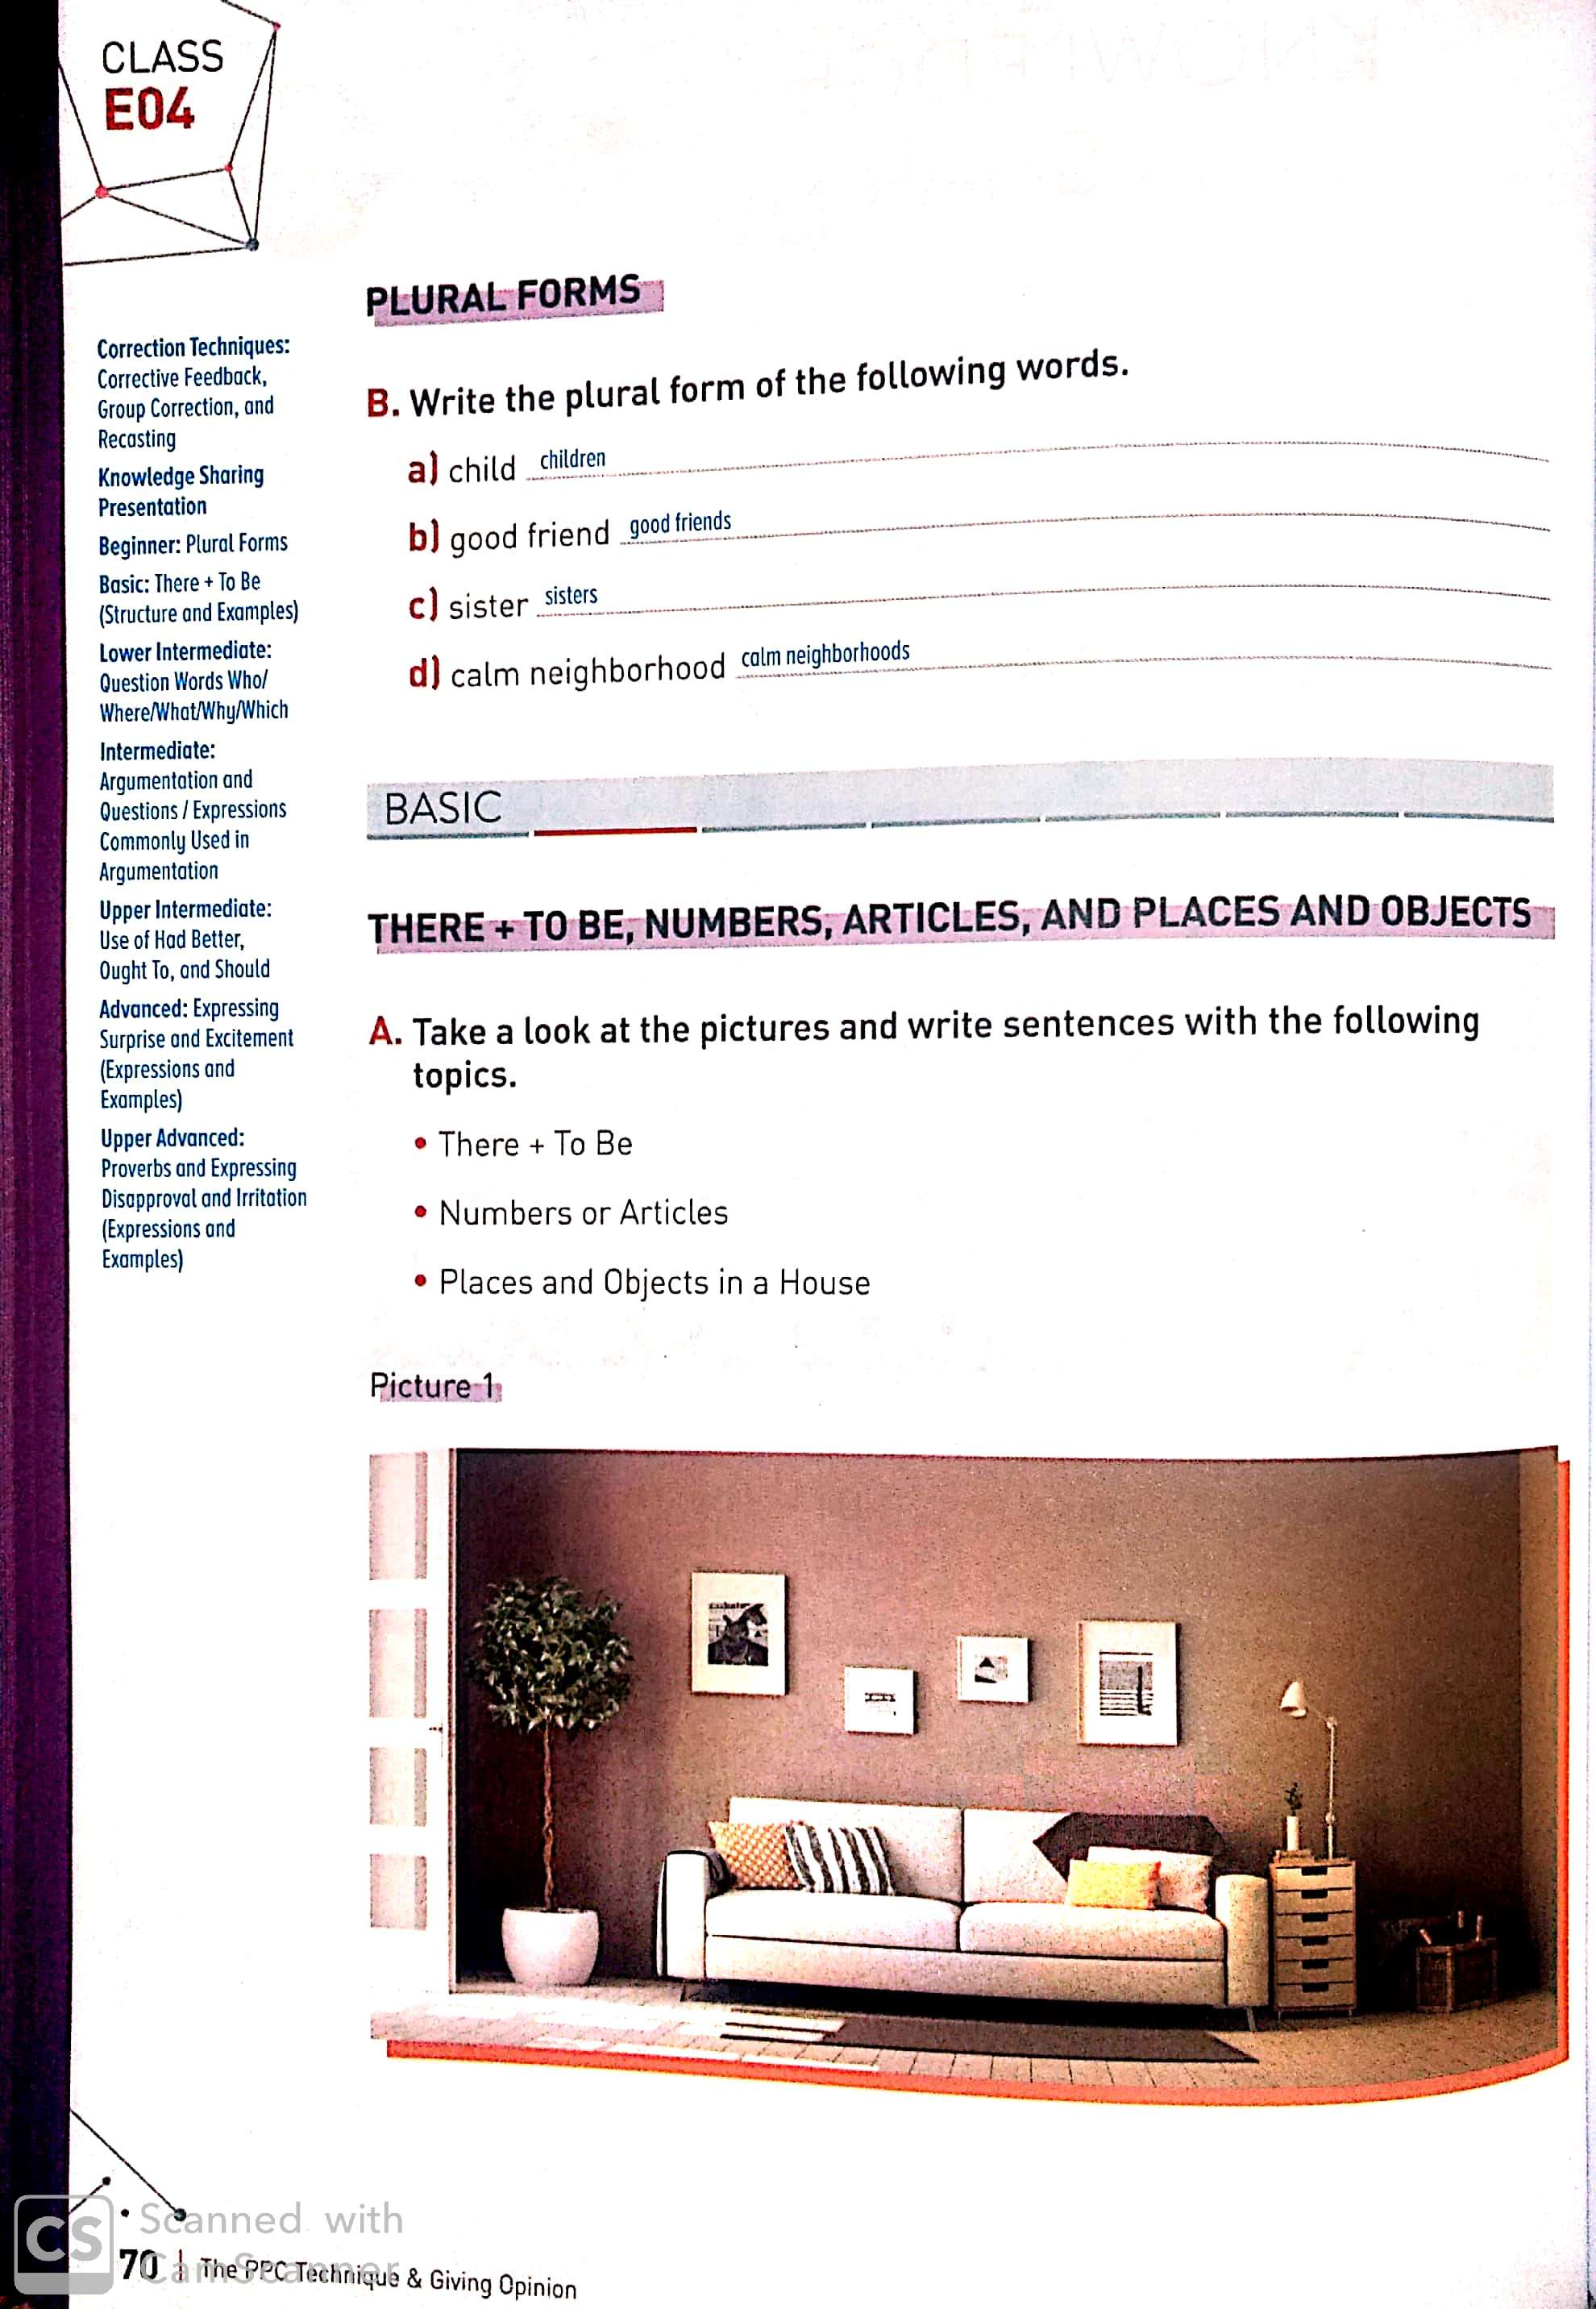 CLASS
E04
Correction Techniques:
Corrective Feedback,
Group Correction, and
Recasting
Knowledge Sharing
Presentation
Beginner: Plural Forms
Basic: There + To Be
(Structure and Examples)
Lower Intermediate:
Question Words Who/
Where/What/Why/Which
Intermediate:
Argumentation and
Questions / Expressions
Commonly Used in
Argumentation
Upper Intermediate:
Use of Had Better,
Ought To, and Should
Advanced: Expressing
Surprise and Excitement
(Expressions and
Examples)
Upper Advanced:
Proverbs and Expressing
Disapproval and Irritation
(Expressions and
Examples)
PLURAL FORMS
B. Write the plural form of the following words.
a) child children
b) good friend good friends
c) sister sisters
d) calm neighborhood calm neighborhoods
BASIC
THERE + TO BE, NUMBERS, ARTICLES, AND PLACES AND OBJECTS
A. Take a look at the pictures and write sentences with the following
topics.
• There + To Be
• Numbers or Articles
• Places and Objects in a House
Picture 1
CS
Scanned with
CamScanner
70 | The PPC Technique & Giving Opinion